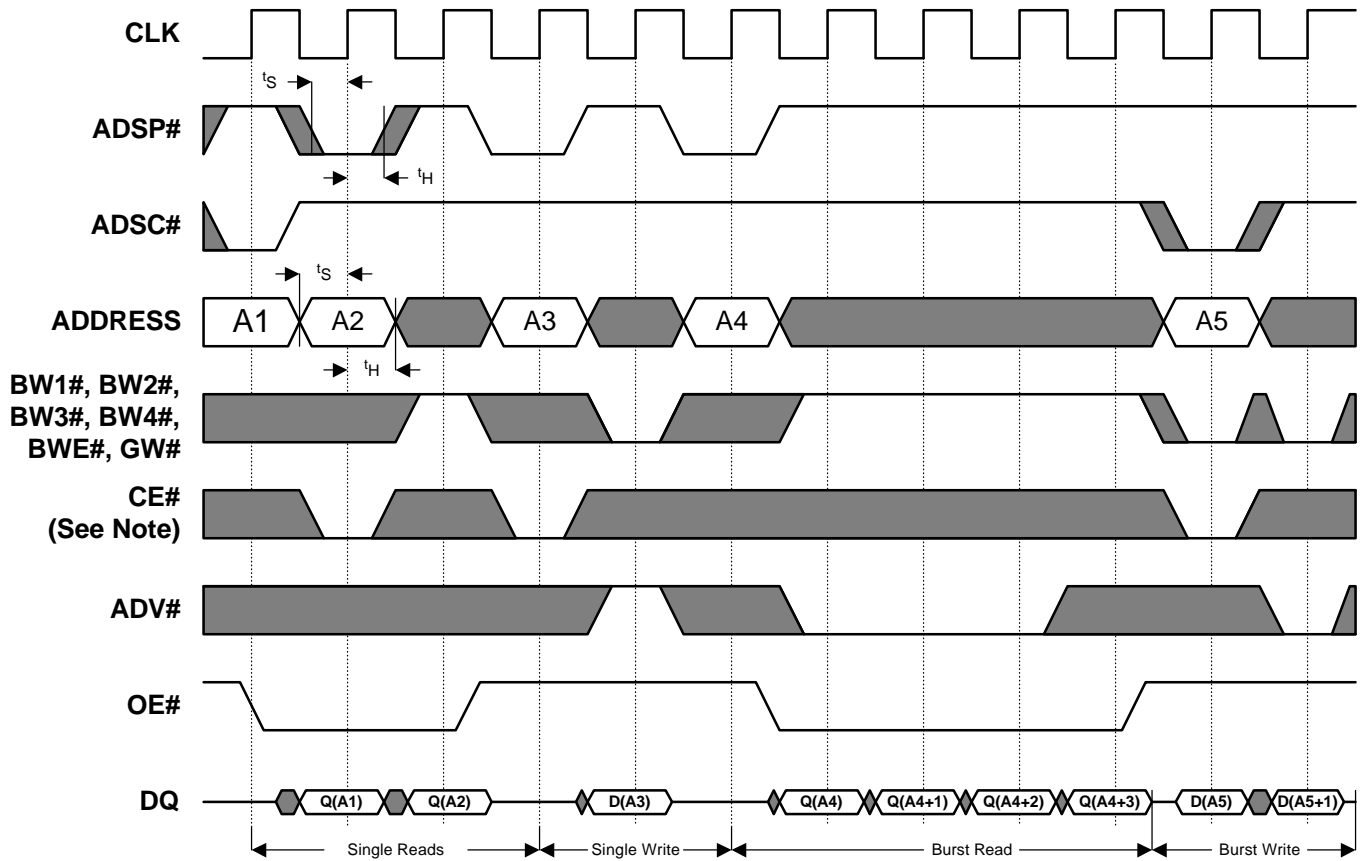 CLK
tS
ADSP#
tH
ADSC#
tS
ADDRESS A1 A2 A3 A4 A5
tH
BW1#, BW2#,
BW3#, BW4#,
BWE#, GW#
CE#
(See Note)
ADV#
OE#
DQ Q(A1) Q(A2) D(A3) Q(A4) Q(A4+1) Q(A4+2) Q(A4+3) D(A5) D(A5+1)
Single Reads Single Write Burst Read Burst Write